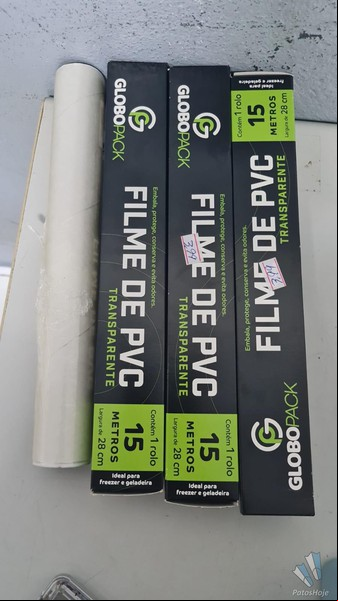 GLOBOPACK
Embala, protege, conserva e evita odores.
FILME DE PVC
TRANSPARENTE
Contém 1 rolo
15
METROS
Largura de 28 cm
Ideal para
freezer e geladeira
GLOBOPACK
Embala, protege, conserva e evita odores.
FILME DE PVC
TRANSPARENTE
Contém 1 rolo
15
METROS
Largura de 28 cm
Ideal para
freezer e geladeira
GLOBOPACK
Embala, protege, conserva e evita odores.
FILME DE PVC
TRANSPARENTE
Contém 1 rolo
15
METROS
Largura de 28 cm
Ideal para
freezer e geladeira
PatosHoje